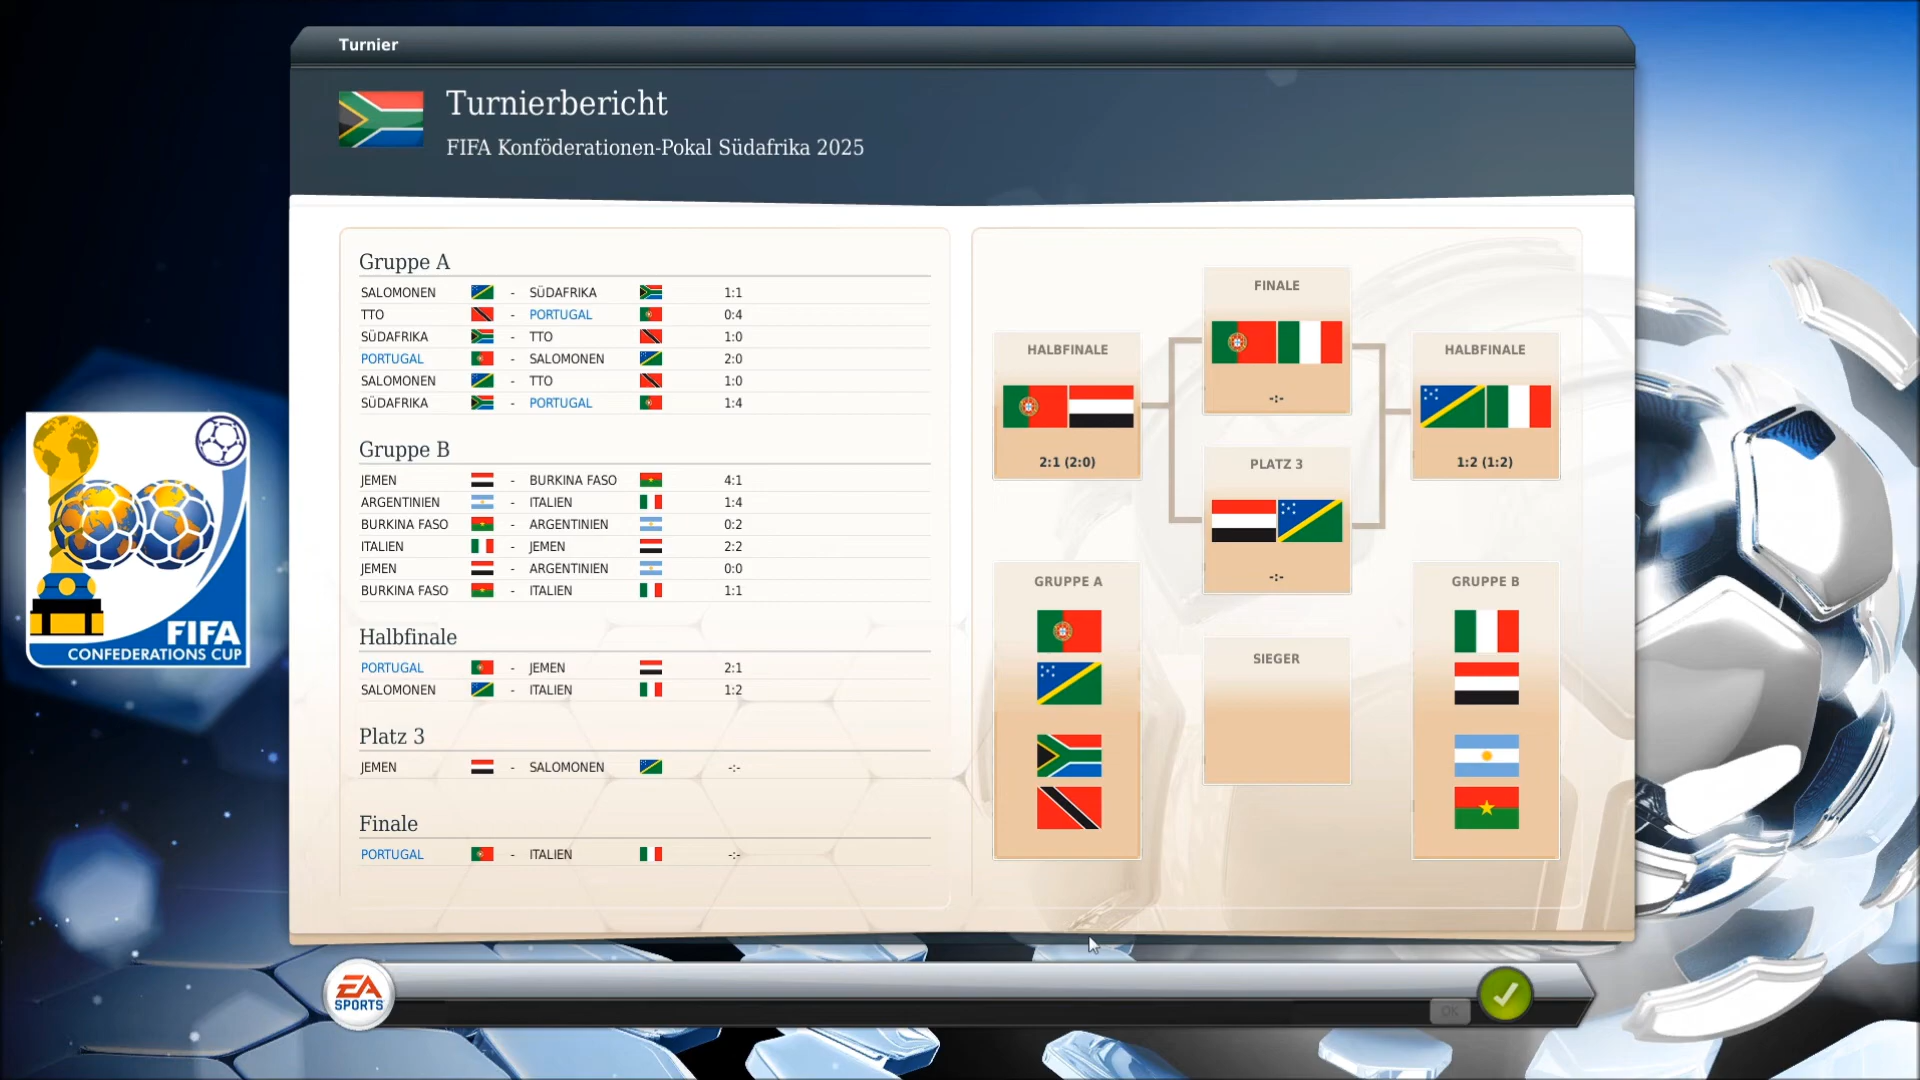 Turnier
Turnierbericht
FIFA Konföderationen-Pokal Südafrika 2025
Gruppe A
SALOMONEN - SÜDAFRIKA 1:1
TTO - PORTUGAL 0:4
SÜDAFRIKA - TTO 1:0
PORTUGAL - SALOMONEN 2:0
SALOMONEN - TTO 1:0
SÜDAFRIKA - PORTUGAL 1:4
Gruppe B
JEMEN - BURKINA FASO 4:1
ARGENTINIEN - ITALIEN 1:4
BURKINA FASO - ARGENTINIEN 0:2
ITALIEN - JEMEN 2:2
JEMEN - ARGENTINIEN 0:0
BURKINA FASO - ITALIEN 1:1
Halbfinale
PORTUGAL - JEMEN 2:1
SALOMONEN - ITALIEN 1:2
Platz 3
JEMEN - SALOMONEN -:-
Finale
PORTUGAL - ITALIEN -:-
FINALE
-:-
HALBFINALE
2:1 (2:0)
HALBFINALE
1:2 (1:2)
PLATZ 3
-:-
GRUPPE A
SIEGER
GRUPPE B
FIFA
CONFEDERATIONS CUP
EA
SPORTS
OK